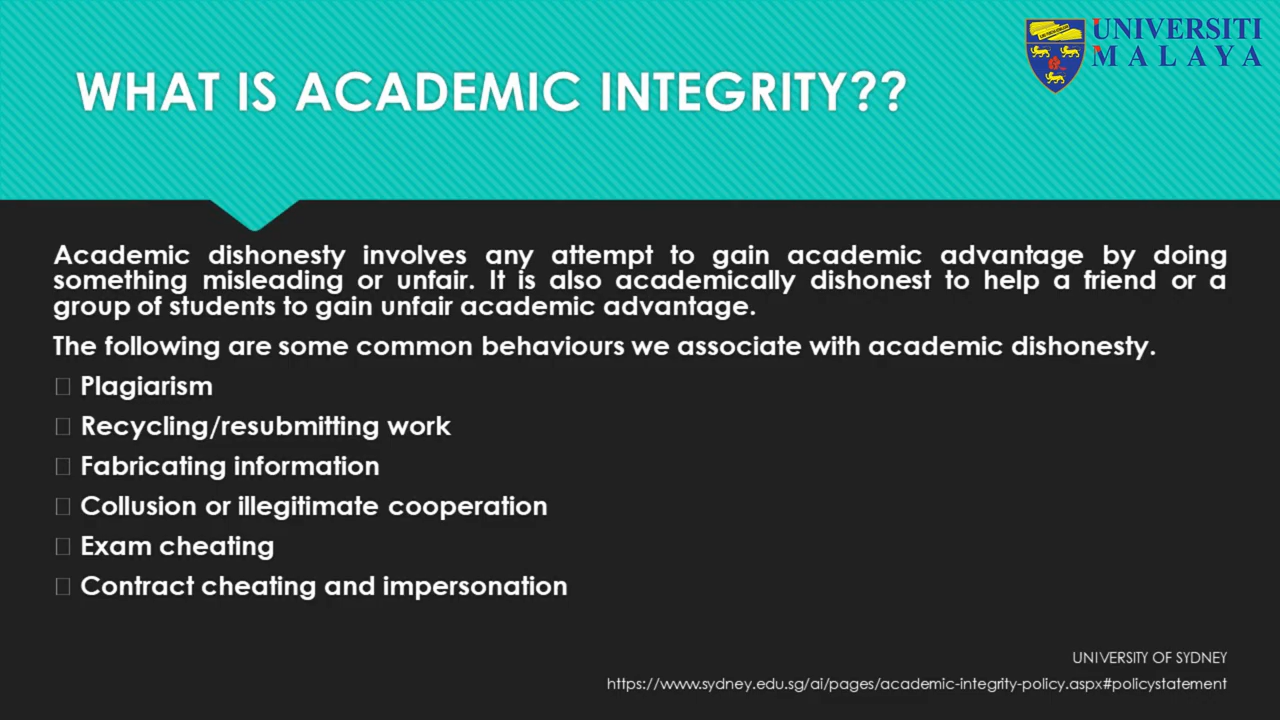 UNIVERSITI
MALAYA
WHAT IS ACADEMIC INTEGRITY??
Academic dishonesty involves any attempt to gain academic advantage by doing
something misleading or unfair. It is also academically dishonest to help a friend or a
group of students to gain unfair academic advantage.
The following are some common behaviours we associate with academic dishonesty.
Plagiarism
Recycling/resubmitting work
Fabricating information
Collusion or illegitimate cooperation
Exam cheating
Contract cheating and impersonation
UNIVERSITY OF SYDNEY
https://www.sydney.edu.sg/ai/pages/academic-integrity-policy.aspx#policystatement